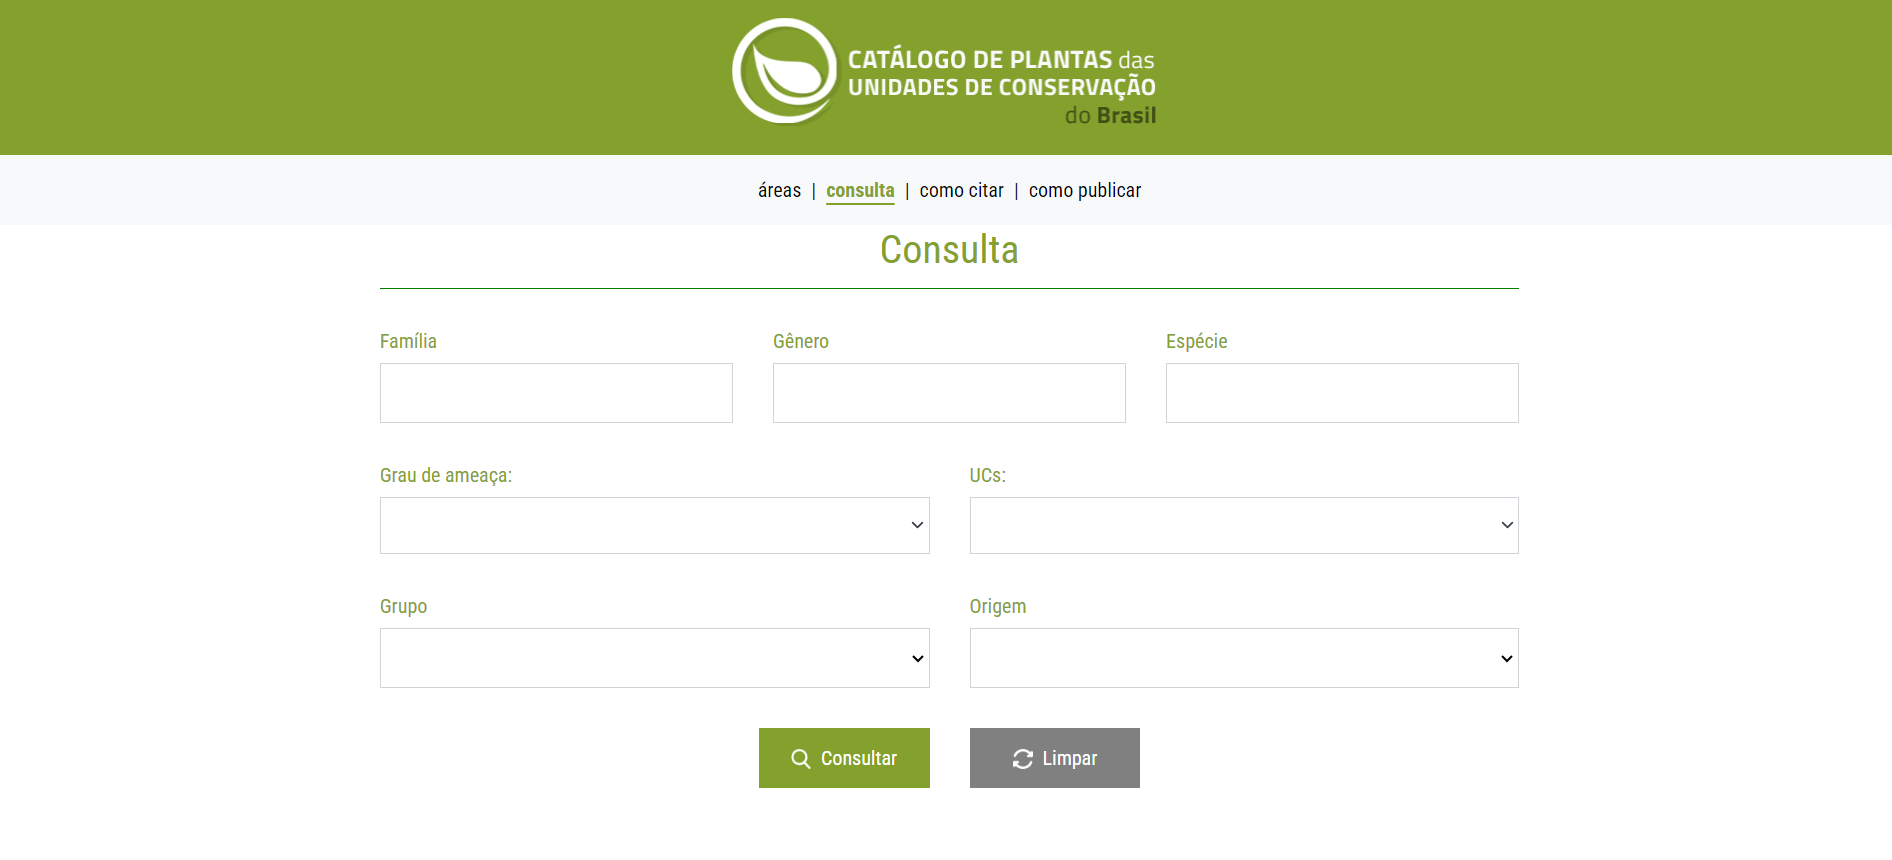 CATÁLOGO DE PLANTAS das
UNIDADES DE CONSERVAÇÃO
do Brasil
áreas | consulta | como citar | como publicar
Consulta
Família Gênero Espécie
Grau de ameaça: UCs:
Grupo Origem
Consultar Limpar